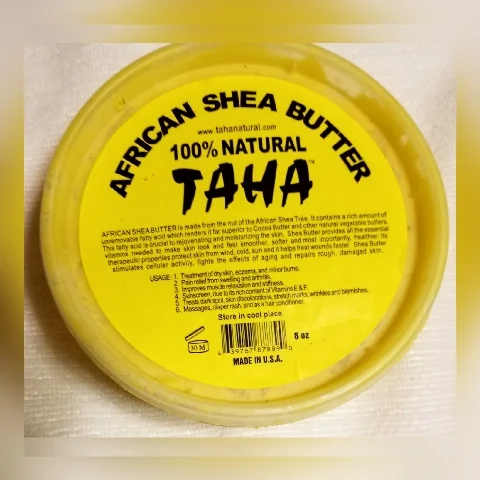 AFRICAN SHEA BUTTER
www.tahanatural.com
100% NATURAL
TAHA™
AFRICAN SHEA BUTTER is made from the nut of the African Shea Tree. It contains a rich amount of
unremovable fatty acid which renders it far superior to Cocoa Butter and other natural vegetable butters.
This fatty acid is crucial to rejuvenating and moisturizing the skin. Shea Butter provides all the essential
vitamins needed to make skin look and feel smoother, softer and most importantly, healthier. Its
therapeutic properties protect skin from wind, cold, sun and it helps heal wounds faster. Shea Butter
stimulates cellular activity, fights the effects of aging and repairs rough, damaged skin.
USAGE: 1. Treatment of dry skin, eczema, and minor burns.
2. Pain relief from swelling and arthritis.
3. Improves muscle relaxation and stiffness.
4. Sunscreen, due to its rich content of Vitamins E & F.
5. Treats dark spot, skin discolorations, stretch marks, wrinkles and blemishes.
6. Massages, diaper rash, and as a hair conditioner.
Store in cool place
30 M
8 oz
MADE IN U.S.A.